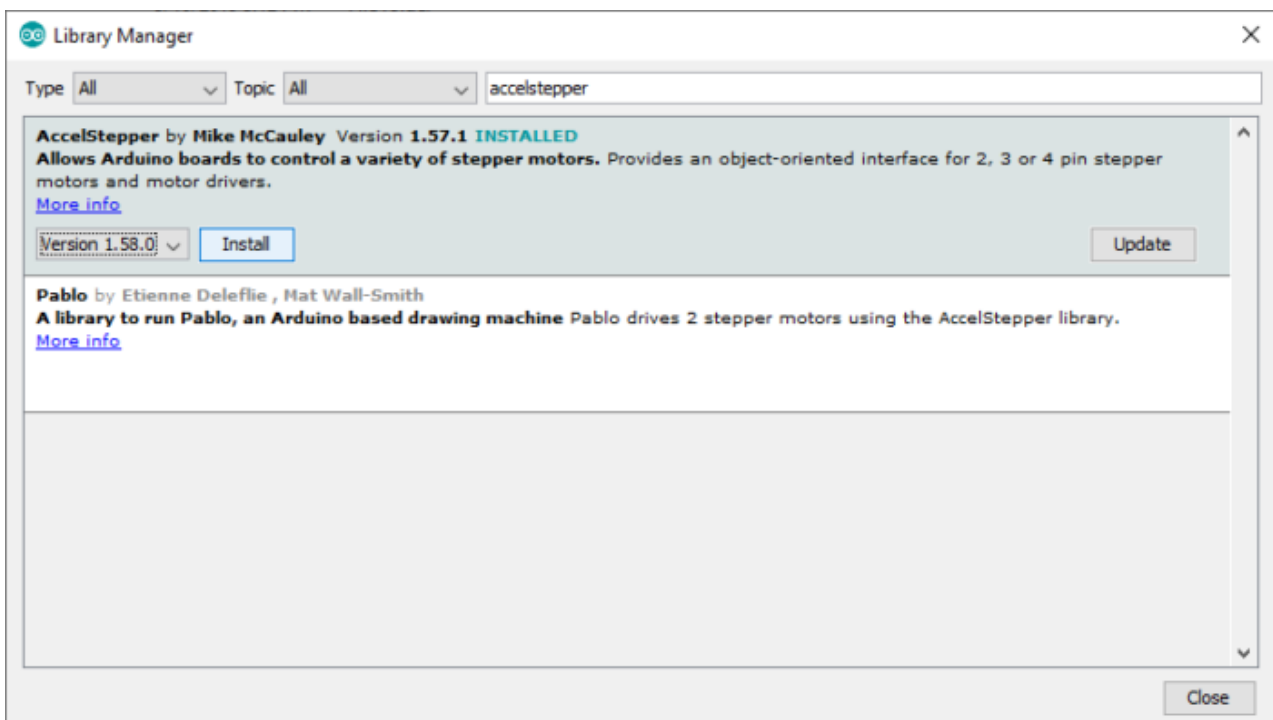 Library Manager
Type All Topic All accelstepper
AccelStepper by Mike McCauley Version 1.57.1 INSTALLED
Allows Arduino boards to control a variety of stepper motors. Provides an object-oriented interface for 2, 3 or 4 pin stepper
motors and motor drivers.
More info
Version 1.58.0 Install Update
Pablo by Etienne Deleflie , Mat Wall-Smith
A library to run Pablo, an Arduino based drawing machine Pablo drives 2 stepper motors using the AccelStepper library.
More info
Close